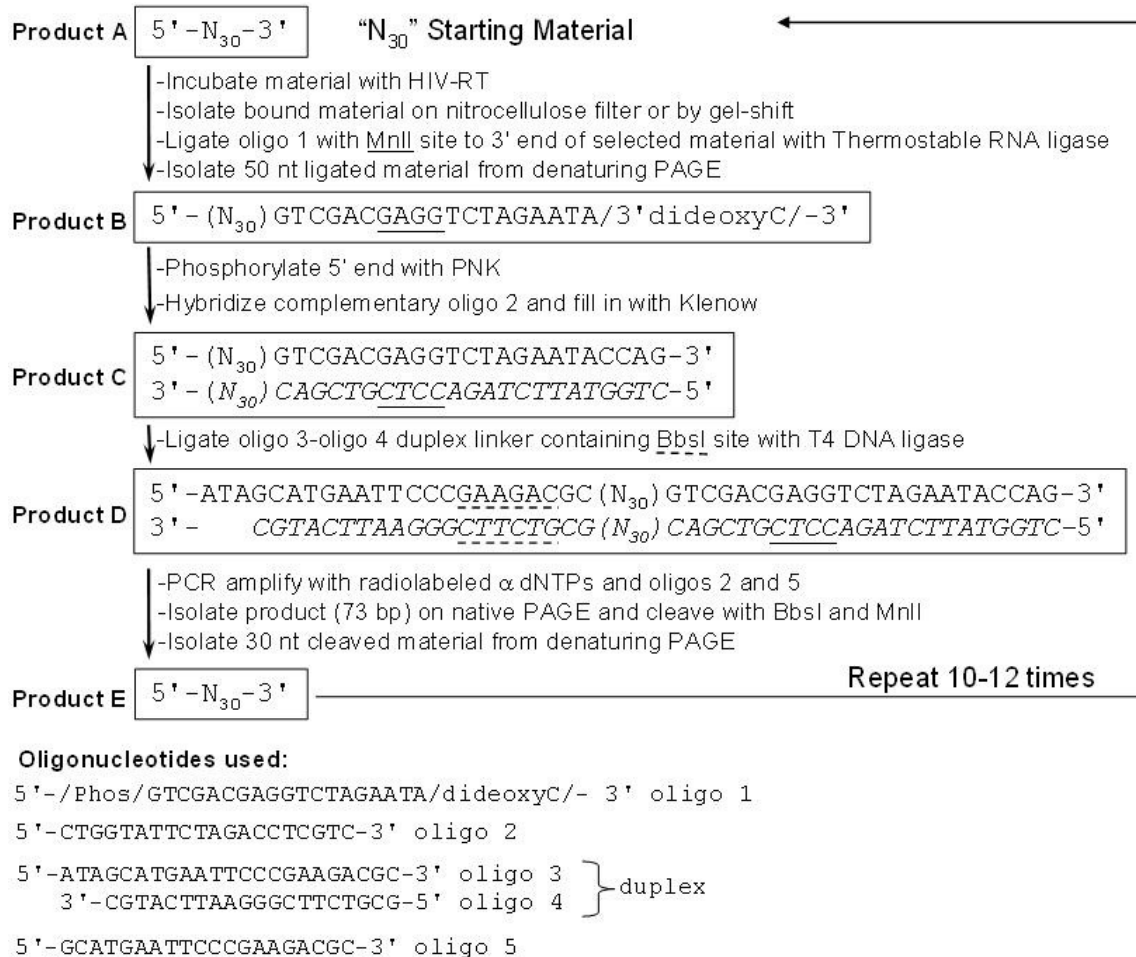 Product A 5'-N30-3' “N30” Starting Material
-Incubate material with HIV-RT
-Isolate bound material on nitrocellulose filter or by gel-shift
-Ligate oligo 1 with MnlI site to 3' end of selected material with Thermostable RNA ligase
-Isolate 50 nt ligated material from denaturing PAGE
Product B 5'-(N30)GTCGACGAGGTCTAGAATA/3'dideoxyC/-3'
-Phosphorylate 5' end with PNK
-Hybridize complementary oligo 2 and fill in with Klenow
Product C
5'-(N30)GTCGACGAGGTCTAGAATACCAG-3'
3'-(N30)CAGCTGCTCCAGATCTTATGGTC-5'
-Ligate oligo 3-oligo 4 duplex linker containing BbsI site with T4 DNA ligase
Product D
5'-ATAGCATGAATTCCCGAAGACGC(N30)GTCGACGAGGTCTAGAATACCAG-3'
3'- CGTACTTAAGGGCTTCTGCG(N30)CAGCTGCTCCAGATCTTATGGTC-5'
-PCR amplify with radiolabeled α dNTPs and oligos 2 and 5
-Isolate product (73 bp) on native PAGE and cleave with BbsI and MnlI
-Isolate 30 nt cleaved material from denaturing PAGE
Product E 5'-N30-3' Repeat 10-12 times
Oligonucleotides used:
5'-/Phos/GTCGACGAGGTCTAGAATA/dideoxyC/- 3' oligo 1
5'-CTGGTATTCTAGACCTCGTC-3' oligo 2
5'-ATAGCATGAATTCCCGAAGACGC-3' oligo 3
3'-CGTACTTAAGGGCTTCTGCG-5' oligo 4
duplex
5'-GCATGAATTCCCGAAGACGC-3' oligo 5